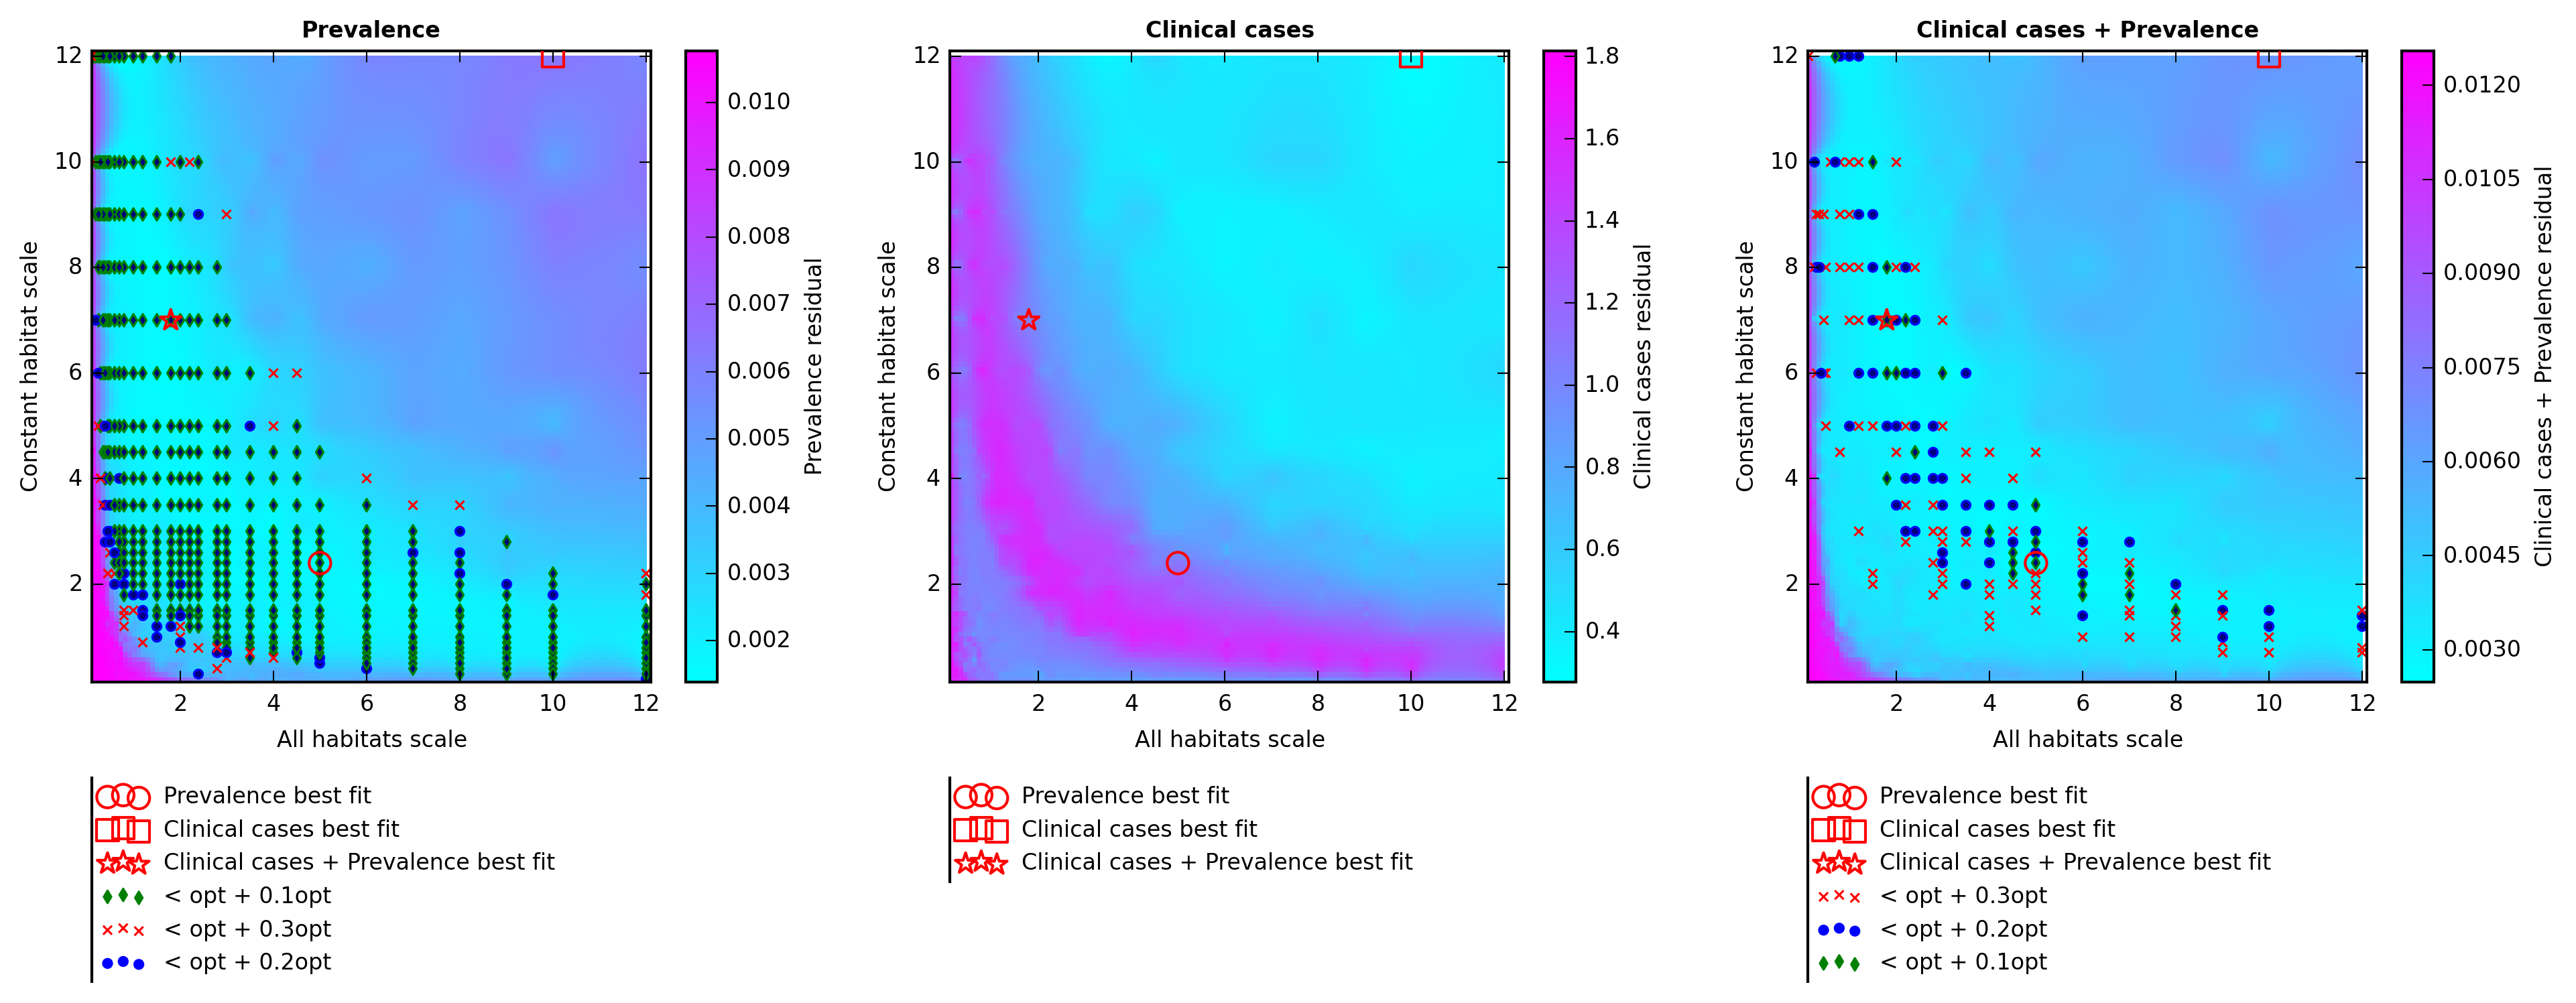 Prevalence
12
10
8
6
4
2
Constant habitat scale
2 4 6 8 10 12
All habitats scale
0.010
0.009
0.008
0.007
0.006
0.005
0.004
0.003
0.002
Prevalence residual
Prevalence best fit
Clinical cases best fit
Clinical cases + Prevalence best fit
< opt + 0.1opt
< opt + 0.3opt
< opt + 0.2opt
Clinical cases
12
10
8
6
4
2
Constant habitat scale
2 4 6 8 10 12
All habitats scale
1.8
1.6
1.4
1.2
1.0
0.8
0.6
0.4
Clinical cases residual
Prevalence best fit
Clinical cases best fit
Clinical cases + Prevalence best fit
Clinical cases + Prevalence
12
10
8
6
4
2
Constant habitat scale
2 4 6 8 10 12
All habitats scale
0.0120
0.0105
0.0090
0.0075
0.0060
0.0045
0.0030
Clinical cases + Prevalence residual
Prevalence best fit
Clinical cases best fit
Clinical cases + Prevalence best fit
< opt + 0.3opt
< opt + 0.2opt
< opt + 0.1opt